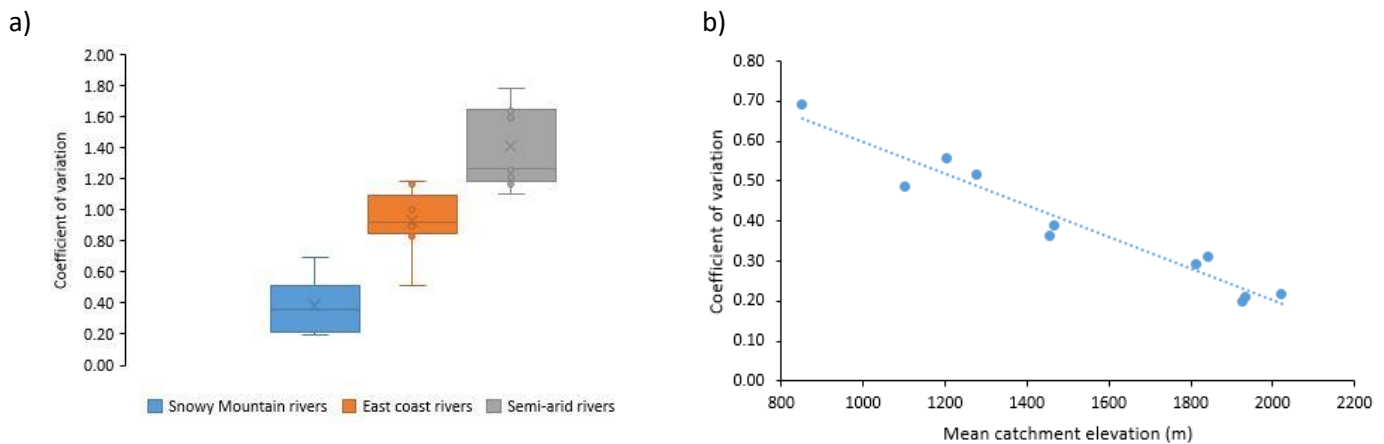 a)
Coefficient of variation
2.00
1.80
1.60
1.40
1.20
1.00
0.80
0.60
0.40
0.20
0.00
Snowy Mountain rivers East coast rivers Semi-arid rivers
b)
Coefficient of variation
0.80
0.70
0.60
0.50
0.40
0.30
0.20
0.10
0.00
800 1000 1200 1400 1600 1800 2000 2200
Mean catchment elevation (m)